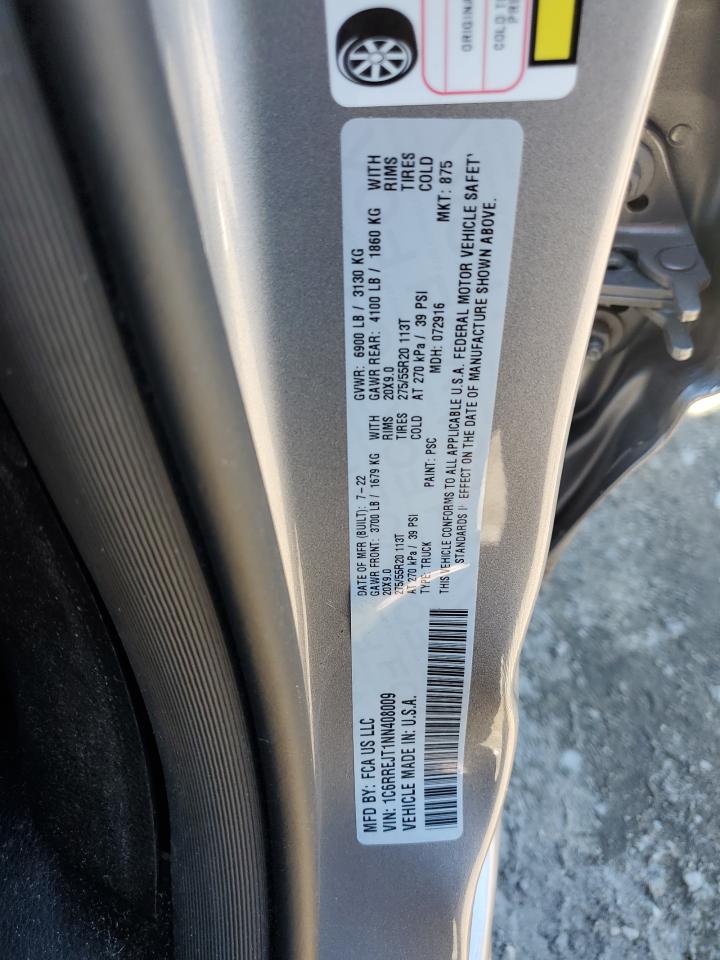 ORIGINA
COLD T
PRE
MFD BY: FCA US LLC
VIN: 1C6RREJT1NN408009
VEHICLE MADE IN: U.S.A.
DATE OF MFR (BUILT): 7-22
GAWR FRONT: 3700 LB / 1679 KG WITH
20X9.0 RIMS
275/55R20 113T TIRES
AT 270 kPa / 39 PSI COLD
TYPE: TRUCK PAINT: PSC
GVWR: 6900 LB / 3130 KG
GAWR REAR: 4100 LB / 1860 KG WITH
20X9.0 RIMS
275/55R20 113T TIRES
AT 270 kPa / 39 PSI COLD
MDH: 072916 MKT: 875
THIS VEHICLE CONFORMS TO ALL APPLICABLE U.S.A. FEDERAL MOTOR VEHICLE SAFETY
STANDARDS IN EFFECT ON THE DATE OF MANUFACTURE SHOWN ABOVE.